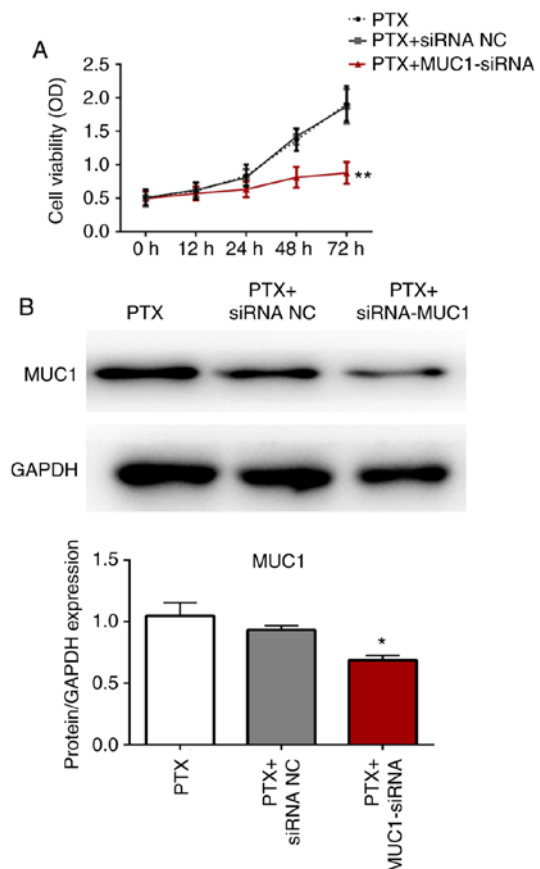 A
PTX
PTX+siRNA NC
PTX+MUC1-siRNA
Cell viability (OD)
2.5
2.0
1.5
1.0
0.5
0.0
**
0 h 12 h 24 h 48 h 72 h
B
PTX
PTX+
siRNA NC
PTX+
siRNA-MUC1
MUC1
GAPDH
MUC1
Protein/GAPDH expression
1.5
1.0
0.5
0.0
*
PTX
PTX+
siRNA NC
PTX+
MUC1-siRNA